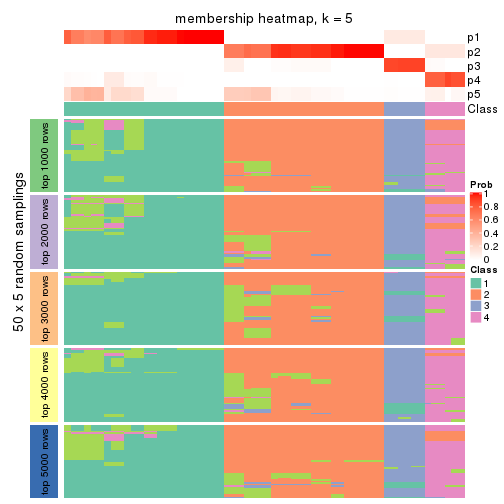 membership heatmap, k = 5
p1
p2
p3
p4
p5
Class
50 x 5 random samplings
top 1000 rows
top 2000 rows
top 3000 rows
top 4000 rows
top 5000 rows
Prob
1
0.8
0.6
0.4
0.2
0
Class
1
2
3
4